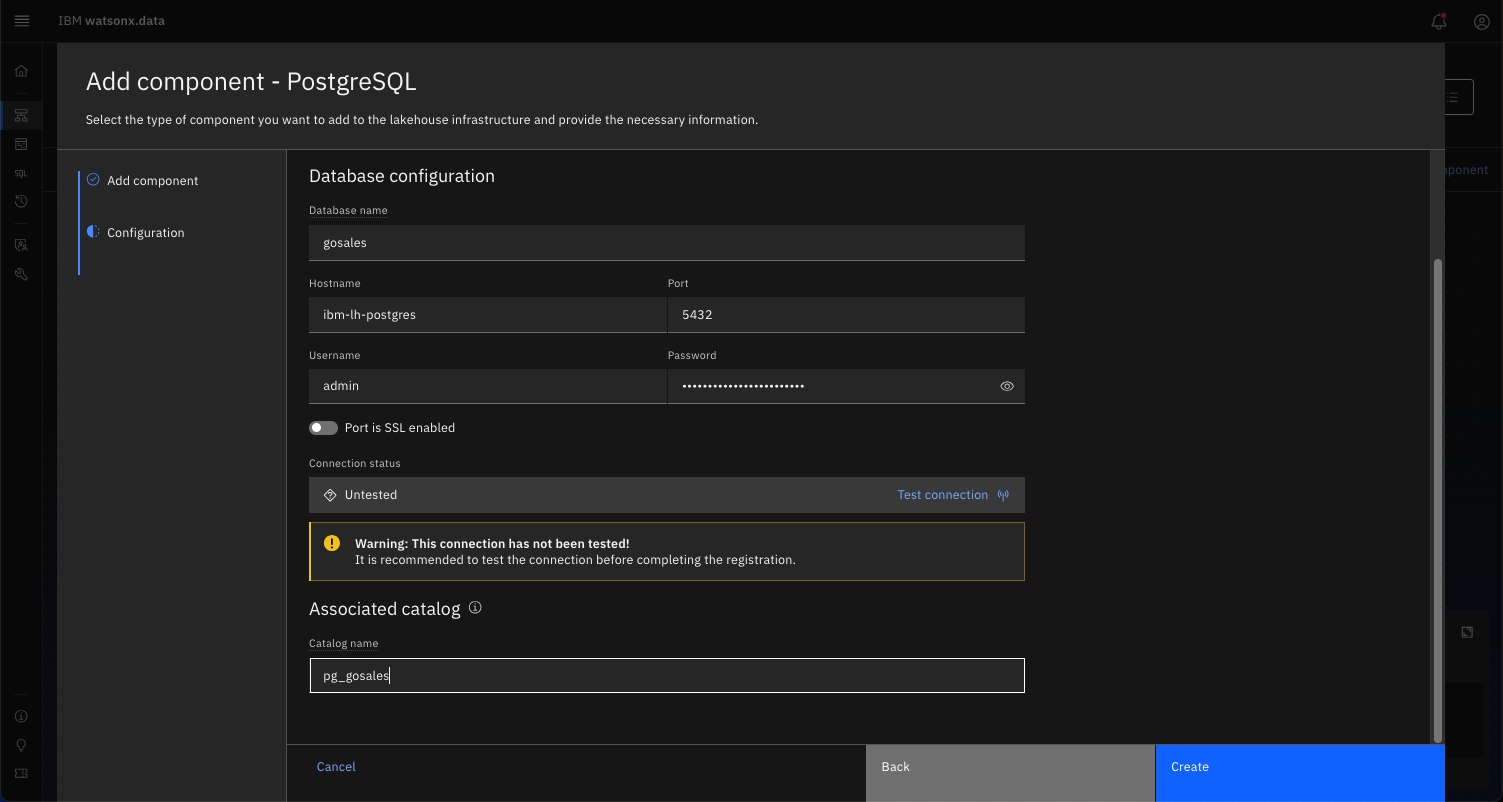 IBM watsonx.data
Add component - PostgreSQL
Select the type of component you want to add to the lakehouse infrastructure and provide the necessary information.
Add component
Configuration
SQL
Database configuration
Database name
gosales
Hostname
Port
ibm-lh-postgres
5432
Username
Password
admin
••••••••••••••••••••••••
Port is SSL enabled
Connection status
Untested
Test connection
Warning: This connection has not been tested!
It is recommended to test the connection before completing the registration.
Associated catalog
Catalog name
pg_gosales
Cancel
Back
Create